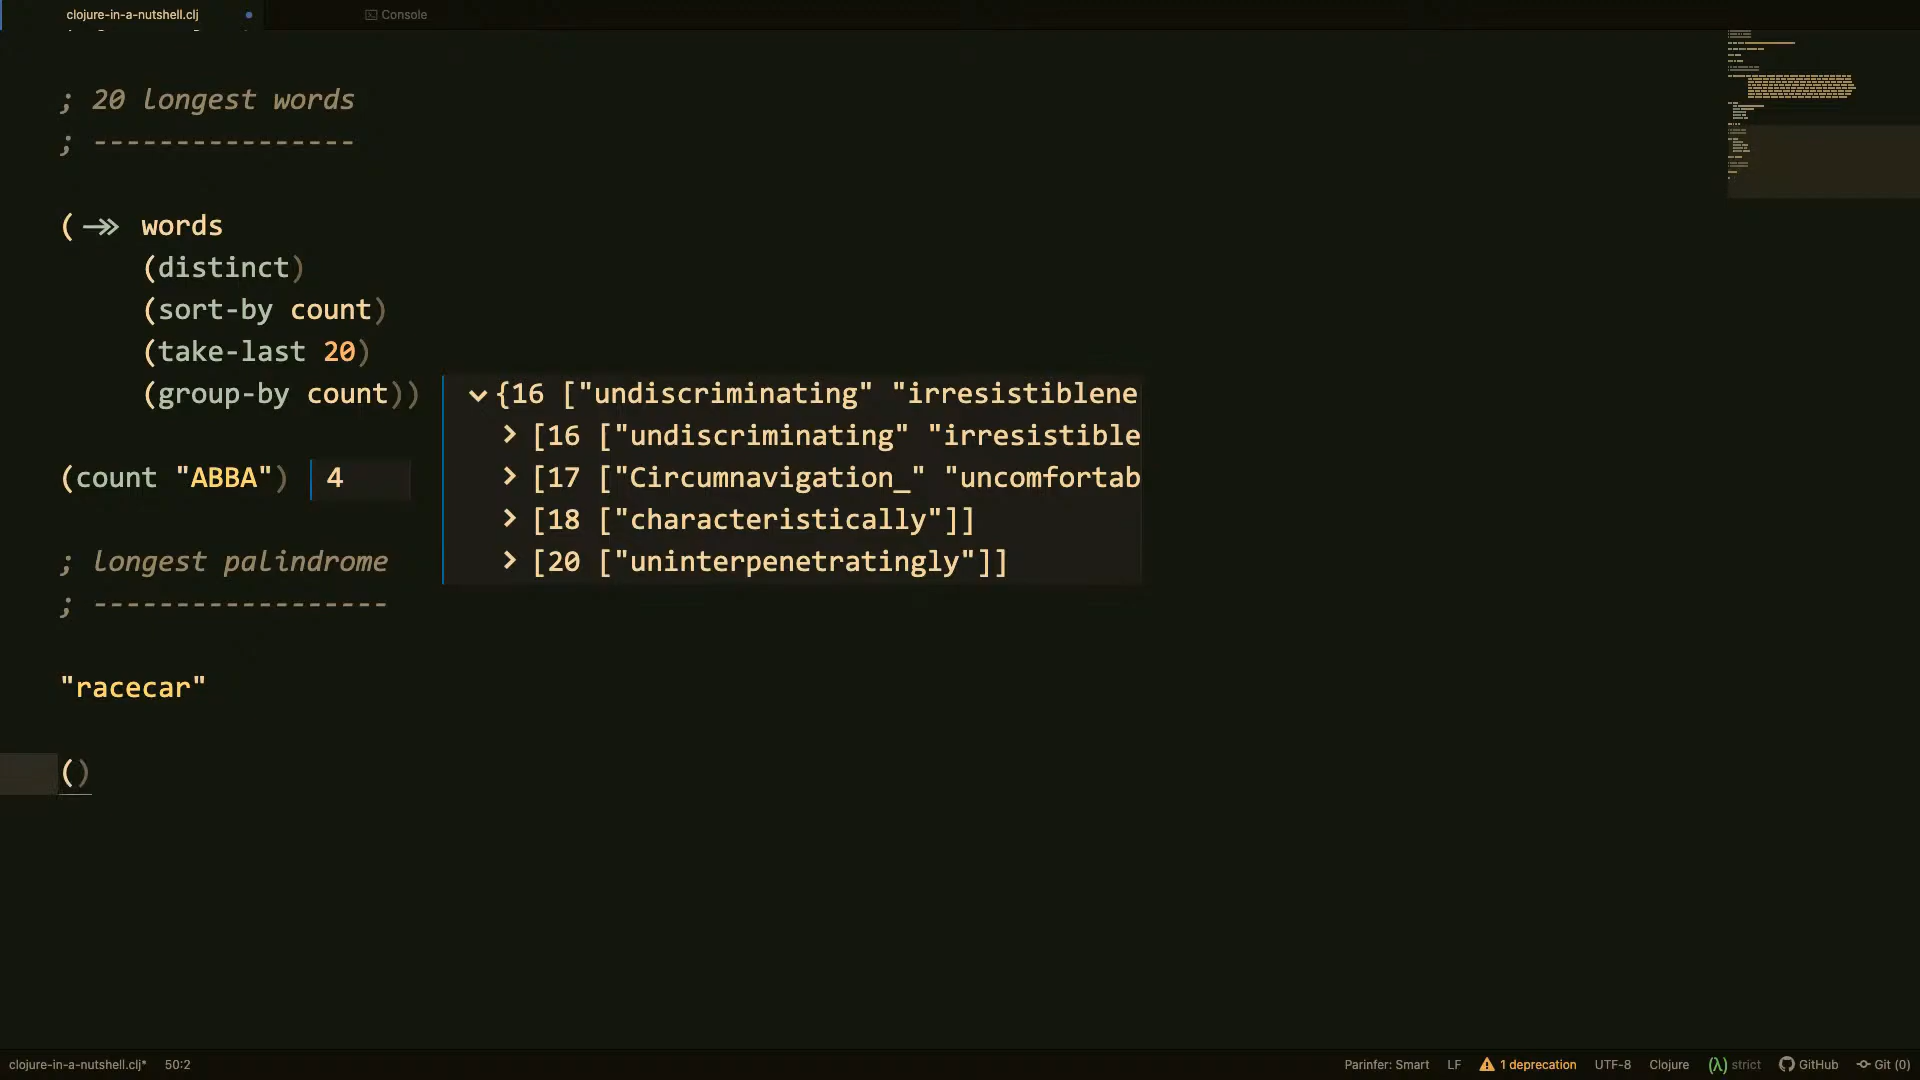 clojure-in-a-nutshell.clj
Console
; 20 longest words
; ----------------
(->> words
(distinct)
(sort-by count)
(take-last 20)
(group-by count))
{16 ["undiscriminating" "irresistiblene
[16 ["undiscriminating" "irresistible
[17 ["Circumnavigation_" "uncomfortab
[18 ["characteristically"]]
[20 ["uninterpenetratingly"]]
(count "ABBA") 4
; longest palindrome
; ------------------
"racecar"
()
clojure-in-a-nutshell.clj* 50:2 Parinfer: Smart LF 1 deprecation UTF-8 Clojure (λ) strict GitHub Git (0)